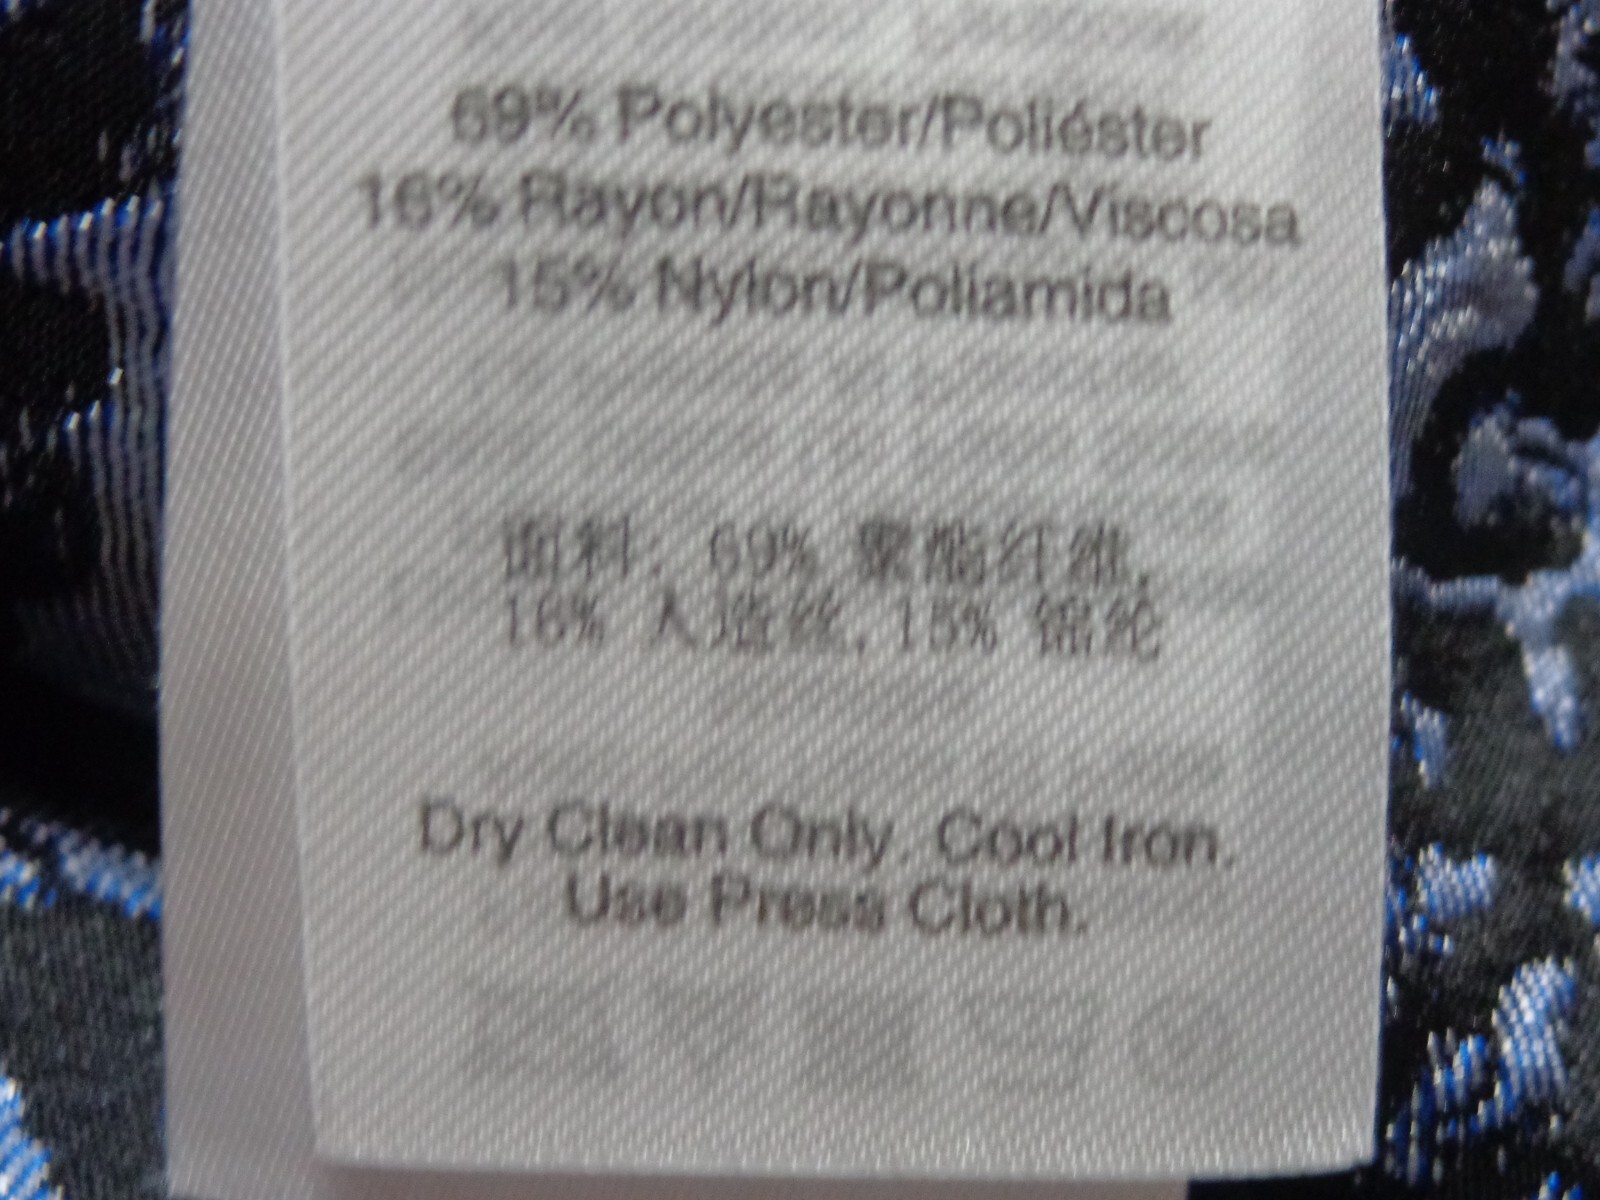 69% Polyester/Poliéster
16% Rayon/Rayonne/Viscosa
15% Nylon/Poliamida
面料: 69% 聚酯纤维,
16% 人造丝, 15% 锦纶
Dry Clean Only. Cool Iron.
Use Press Cloth.